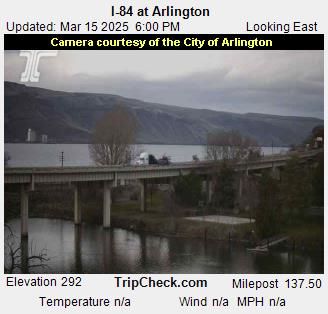 I-84 at Arlington
Updated: Mar 15 2025 6:00 PM Looking East
Camera courtesy of the City of Arlington
Elevation 292 TripCheck.com Milepost 137.50
Temperature n/a Wind n/a MPH n/a